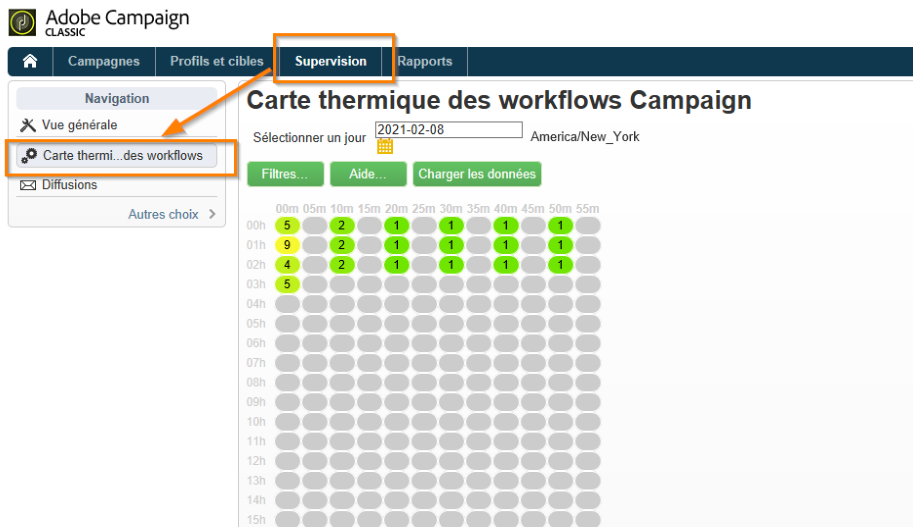 Adobe Campaign
CLASSIC
Campagnes Profils et cibles Supervision Rapports
Navigation
Vue générale
Carte thermi...des workflows
Diffusions
Autres choix >
Carte thermique des workflows Campaign
Sélectionner un jour 2021-02-08 America/New_York
Filtres... Aide... Charger les données
00m 05m 10m 15m 20m 25m 30m 35m 40m 45m 50m 55m
00h 5 2 1 1 1 1
01h 9 2 1 1 1 1
02h 4 2 1 1 1 1
03h 5
04h
05h
06h
07h
08h
09h
10h
11h
12h
13h
14h
15h